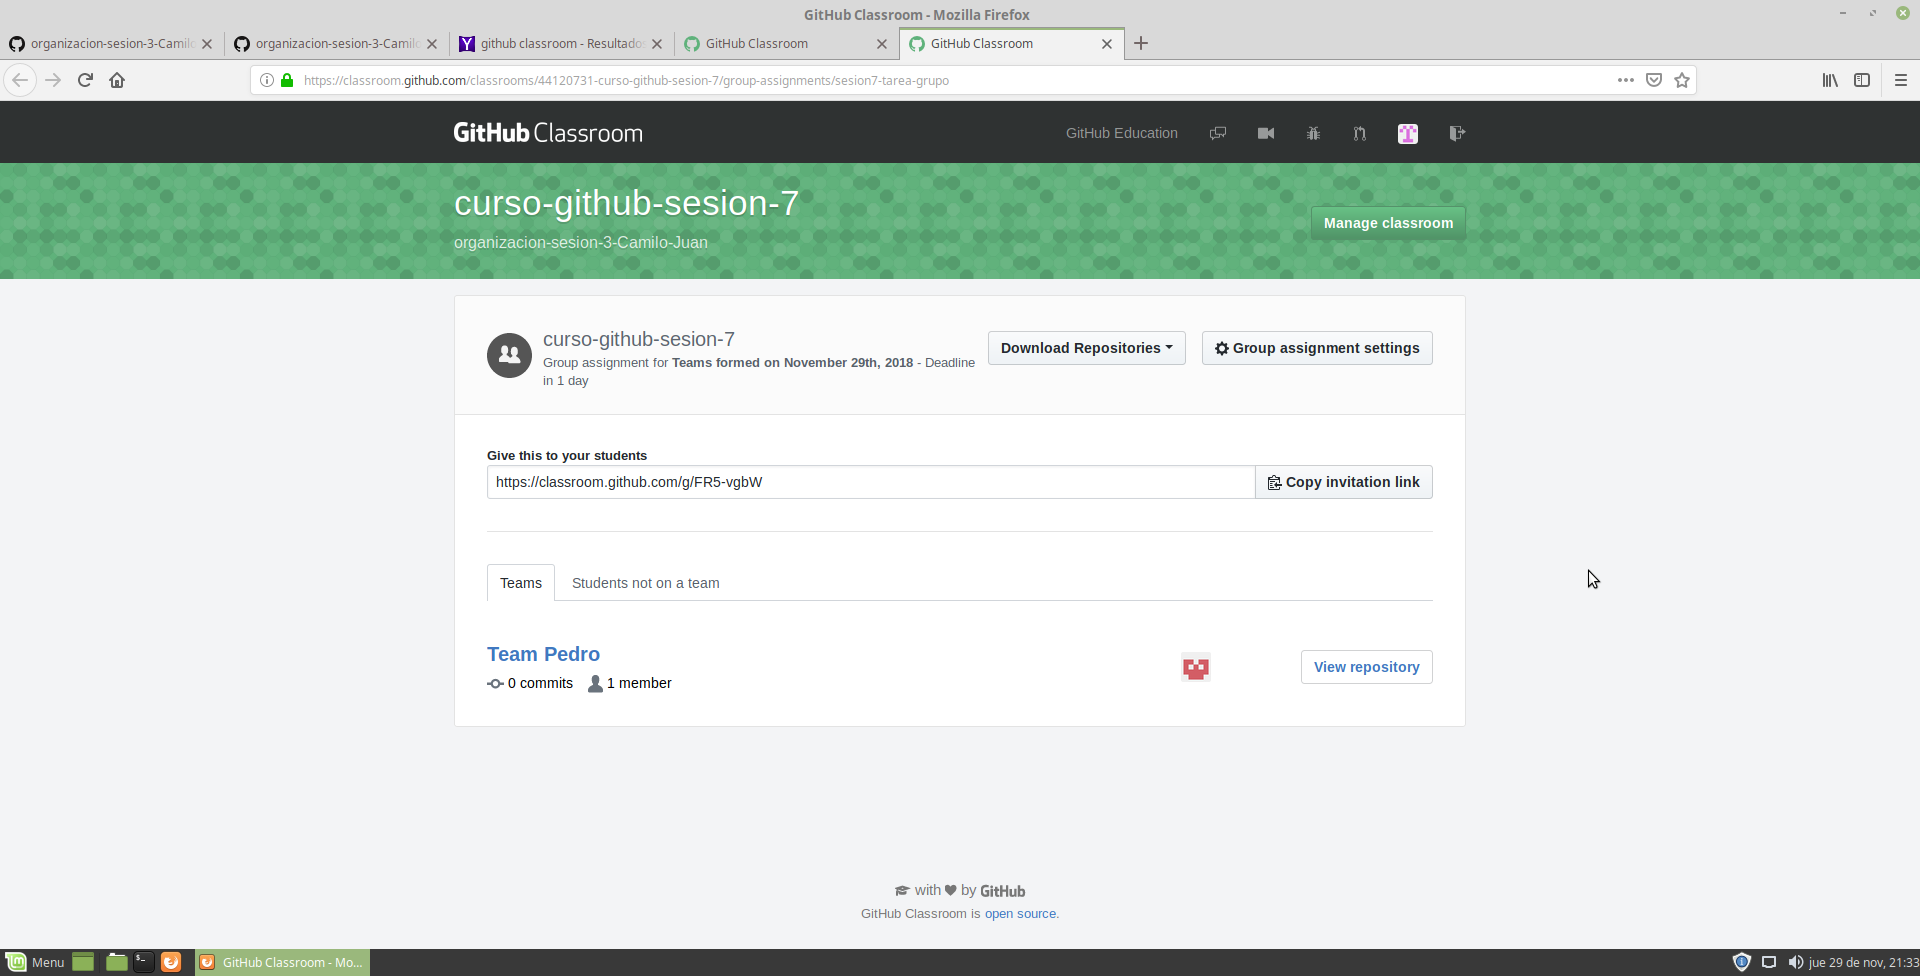 GitHub Classroom - Mozilla Firefox
organizacion-sesion-3-Camilo
organizacion-sesion-3-Camilo
github classroom - Resultados
GitHub Classroom
GitHub Classroom
https://classroom.github.com/classrooms/44120731-curso-github-sesion-7/group-assignments/sesion7-tarea-grupo
GitHub Classroom
GitHub Education
curso-github-sesion-7
organizacion-sesion-3-Camilo-Juan
Manage classroom
curso-github-sesion-7
Group assignment for Teams formed on November 29th, 2018 - Deadline
in 1 day
Download Repositories
Group assignment settings
Give this to your students
https://classroom.github.com/g/FR5-vgbW
Copy invitation link
Teams
Students not on a team
Team Pedro
0 commits
1 member
View repository
with by GitHub
GitHub Classroom is open source.
Menu
GitHub Classroom - Mo...
jue 29 de nov, 21:33